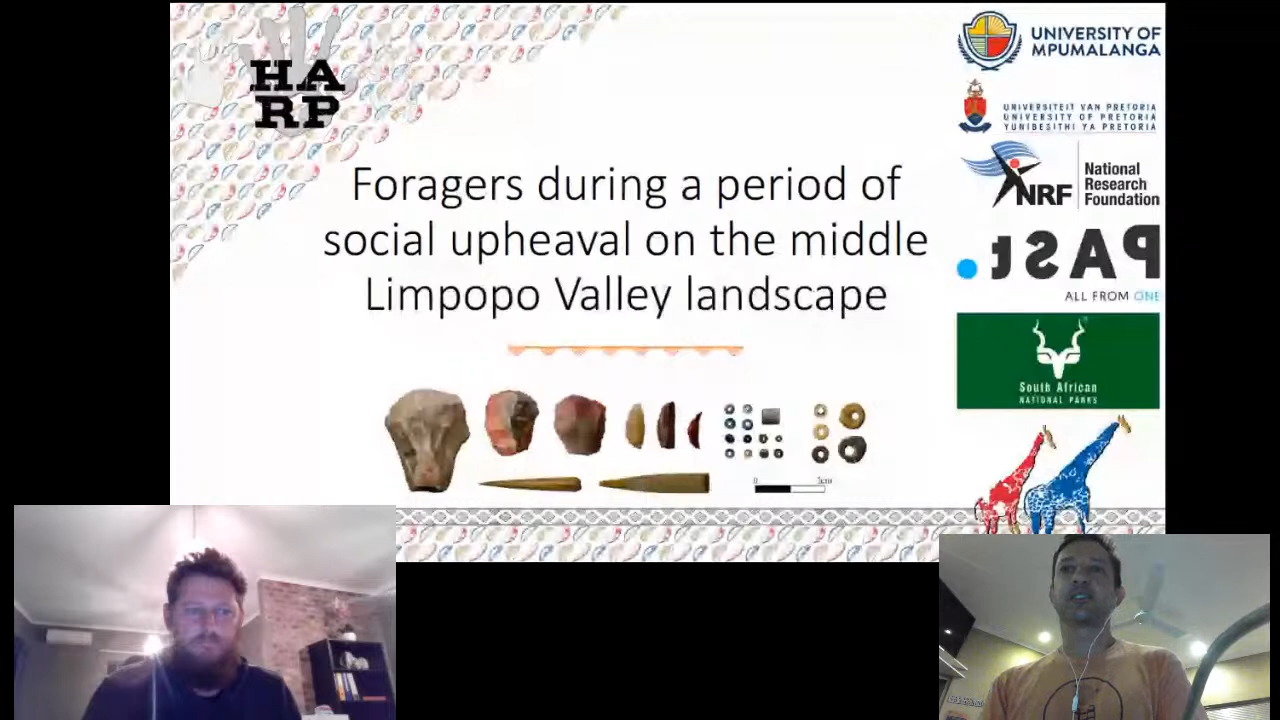 HA
RP
Foragers during a period of
social upheaval on the middle
Limpopo Valley landscape
0 1cm
UNIVERSITY OF
MPUMALANGA
UNIVERSITEIT VAN PRETORIA
UNIVERSITY OF PRETORIA
YUNIBESITHI YA PRETORIA
NRF
National
Research
Foundation
PAST.
ALL FROM ONE
South African
NATIONAL PARKS